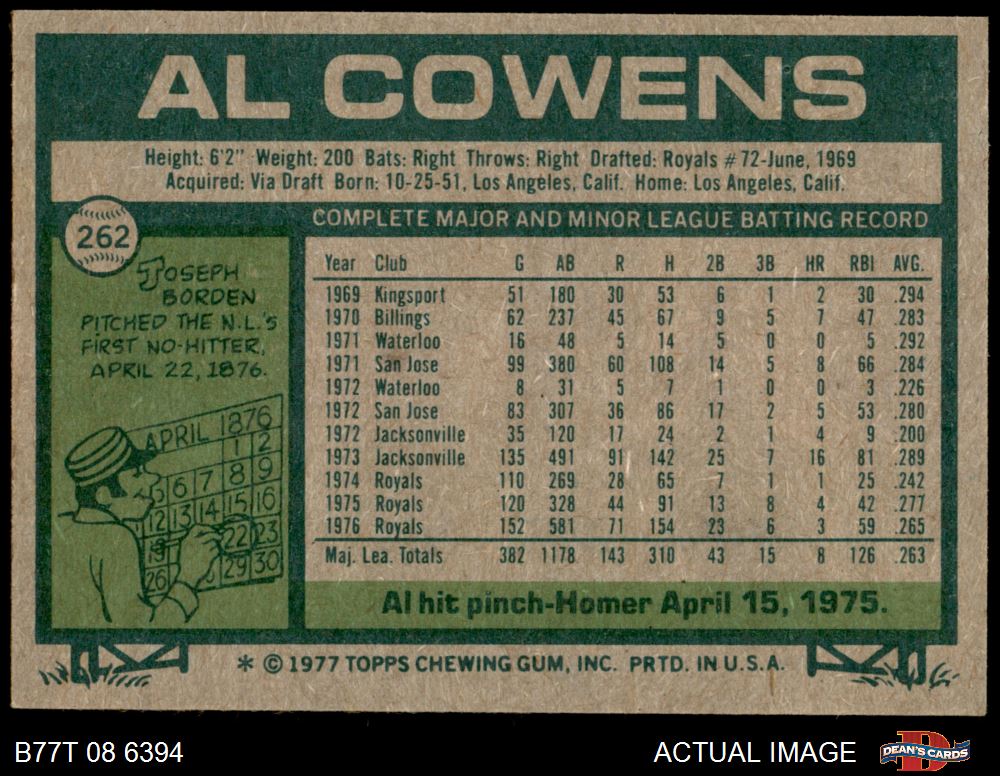 AL COWENS
Height: 6'2" Weight: 200 Bats: Right Throws: Right Drafted: Royals #72-June, 1969
Acquired: Via Draft Born: 10-25-51, Los Angeles, Calif. Home: Los Angeles, Calif.
262
JOSEPH
BORDEN
PITCHED THE N.L.'S
FIRST NO-HITTER,
APRIL 22, 1876.
APRIL 1876
1 2
5 6 7 8 9
12 13 14 15 16
19 22 23
26 29 30
COMPLETE MAJOR AND MINOR LEAGUE BATTING RECORD
Year Club G AB R H 2B 3B HR RBI AVG.
1969 Kingsport 51 180 30 53 6 1 2 30 .294
1970 Billings 62 237 45 67 9 5 7 47 .283
1971 Waterloo 16 48 5 14 5 0 0 5 .292
1971 San Jose 99 380 60 108 14 5 8 66 .284
1972 Waterloo 8 31 5 7 1 0 0 3 .226
1972 San Jose 83 307 36 86 17 2 5 53 .280
1972 Jacksonville 35 120 17 24 2 1 4 9 .200
1973 Jacksonville 135 491 91 142 25 7 16 81 .289
1974 Royals 110 269 28 65 7 1 1 25 .242
1975 Royals 120 328 44 91 13 8 4 42 .277
1976 Royals 152 581 71 154 23 6 3 59 .265
Maj. Lea. Totals 382 1178 143 310 43 15 8 126 .263
Al hit pinch-Homer April 15, 1975.
* © 1977 TOPPS CHEWING GUM, INC. PRTD. IN U.S.A.
B77T 08 6394
ACTUAL IMAGE
D
DEAN'S CARDS